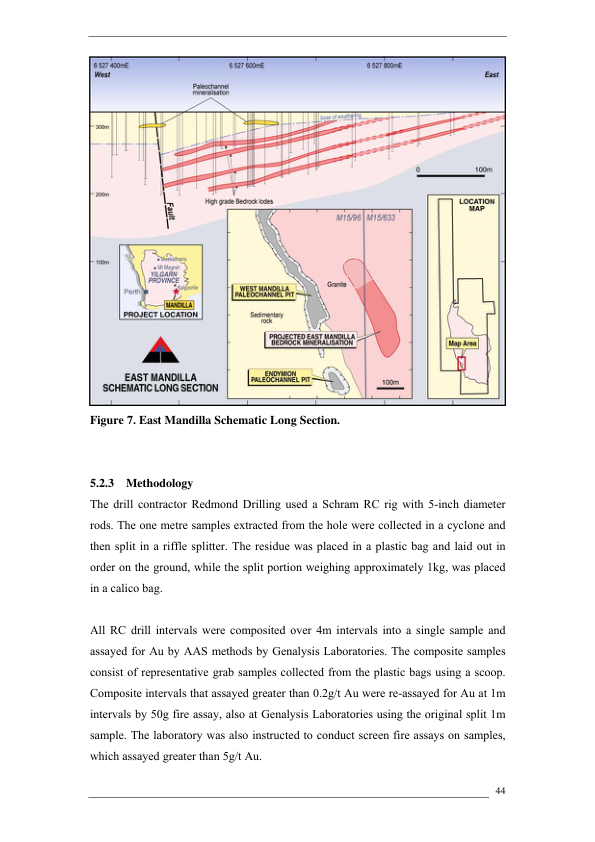 6 527 400mE
6 527 600mE
6 527 800mE
West
East
Paleochannel
mineralisation
base of weathering
300m
0
100m
200m
Fault
High grade Bedrock lodes
LOCATION
MAP
M15/96
M15/633
100m
Meekatharra
Mt Magnet
YILGARN
PROVINCE
Kalgoorlie
Perth
MANDILLA
PROJECT LOCATION
WEST MANDILLA
PALEOCHANNEL PIT
Granite
Sedimentary
rock
PROJECTED EAST MANDILLA
BEDROCK MINERALISATION
Map Area
EAST MANDILLA
SCHEMATIC LONG SECTION
ENDYMION
PALEOCHANNEL PIT
100m
Figure 7. East Mandilla Schematic Long Section.
5.2.3 Methodology
The drill contractor Redmond Drilling used a Schram RC rig with 5-inch diameter
rods. The one metre samples extracted from the hole were collected in a cyclone and
then split in a riffle splitter. The residue was placed in a plastic bag and laid out in
order on the ground, while the split portion weighing approximately 1kg, was placed
in a calico bag.
All RC drill intervals were composited over 4m intervals into a single sample and
assayed for Au by AAS methods by Genalysis Laboratories. The composite samples
consist of representative grab samples collected from the plastic bags using a scoop.
Composite intervals that assayed greater than 0.2g/t Au were re-assayed for Au at 1m
intervals by 50g fire assay, also at Genalysis Laboratories using the original split 1m
sample. The laboratory was also instructed to conduct screen fire assays on samples,
which assayed greater than 5g/t Au.
44